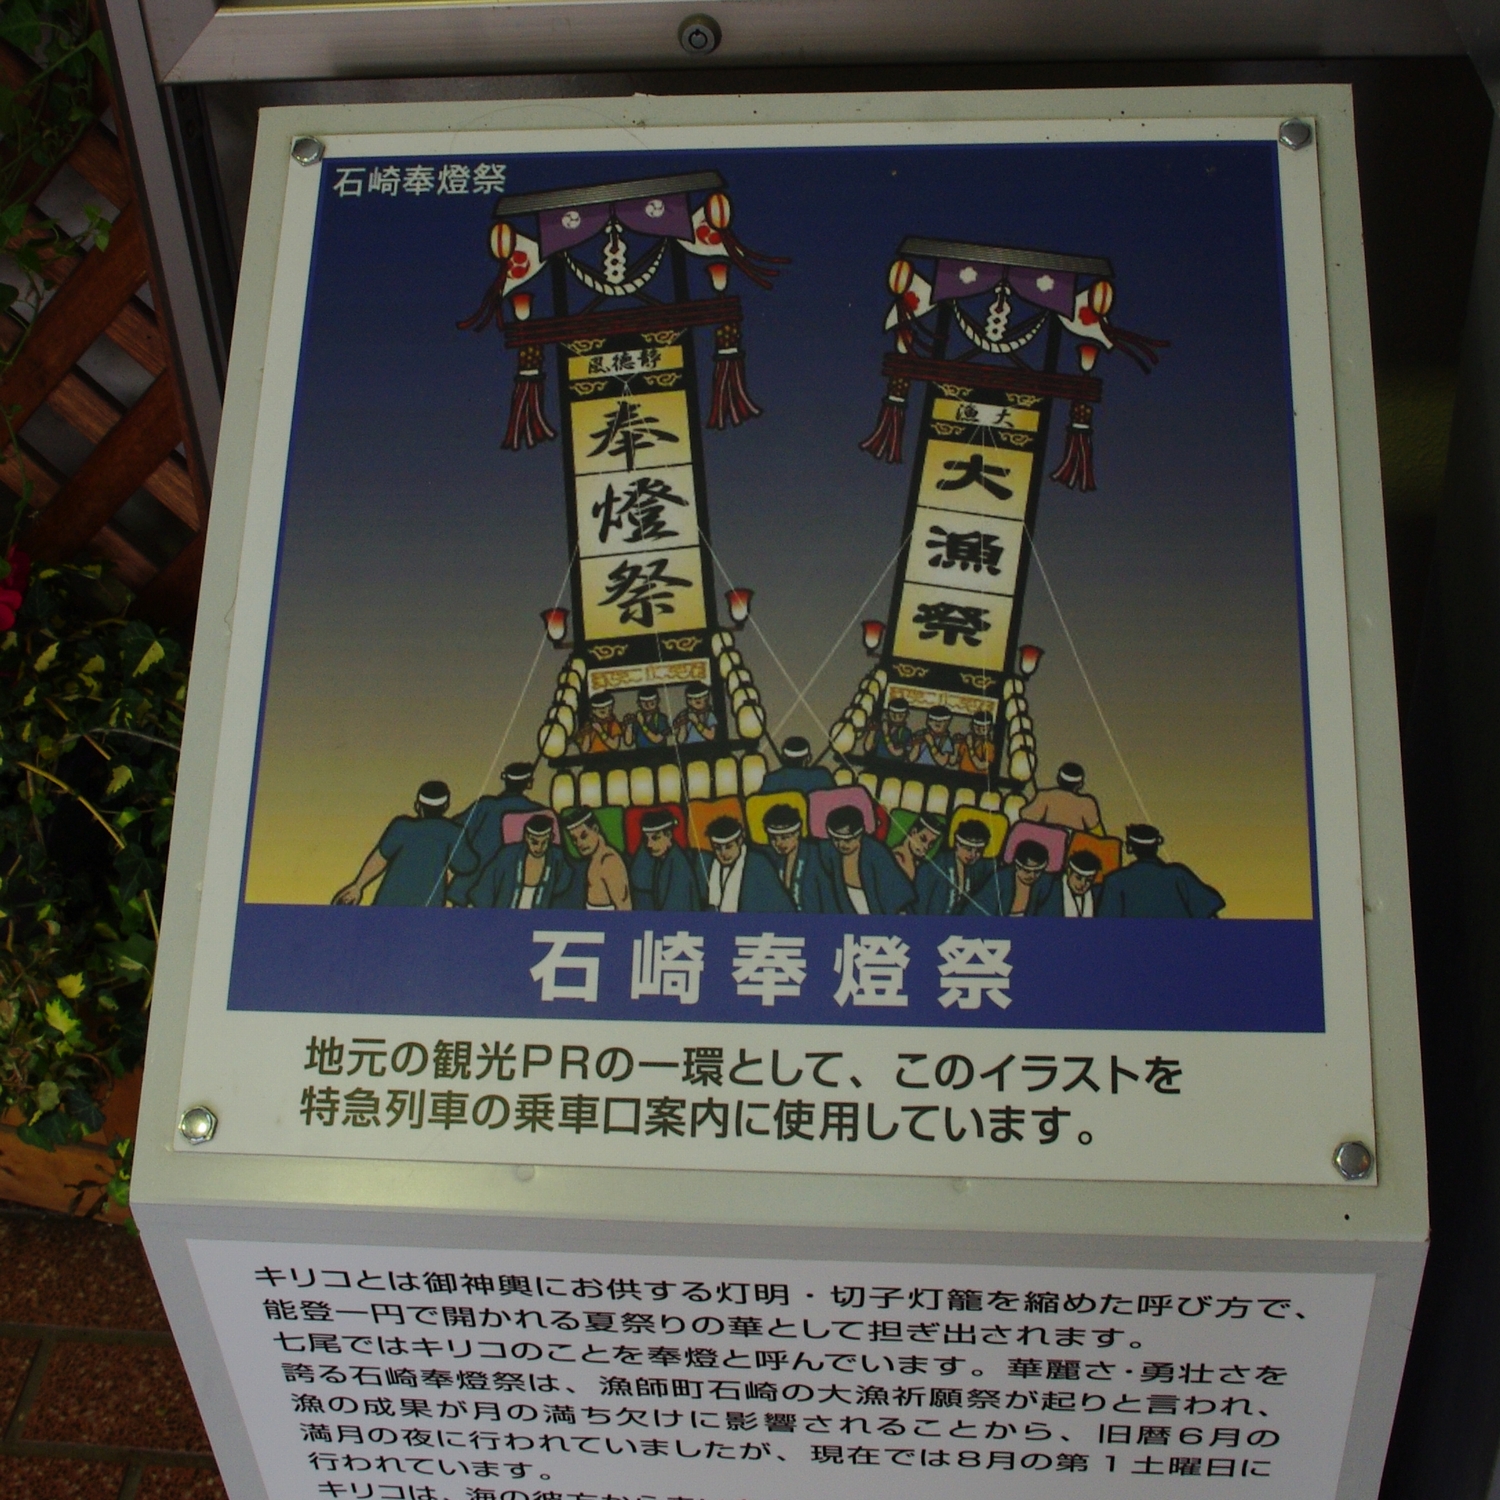 石崎奉燈祭
静徳風
奉燈祭
大漁
大漁祭
石崎奉燈祭
地元の観光PRの一環として、このイラストを
特急列車の乗車口案内に使用しています。
キリコとは御神輿にお供する灯明・切子灯籠を縮めた呼び方で、
能登一円で開かれる夏祭りの華として担ぎ出されます。
七尾ではキリコのことを奉燈と呼んでいます。華麗さ・勇壮さを
誇る石崎奉燈祭は、漁師町石崎の大漁祈願祭が起りと言われ、
漁の成果が月の満ち欠けに影響されることから、旧暦6月の
満月の夜に行われていましたが、現在では8月の第1土曜日に
行われています。
キリコは、海の彼方から